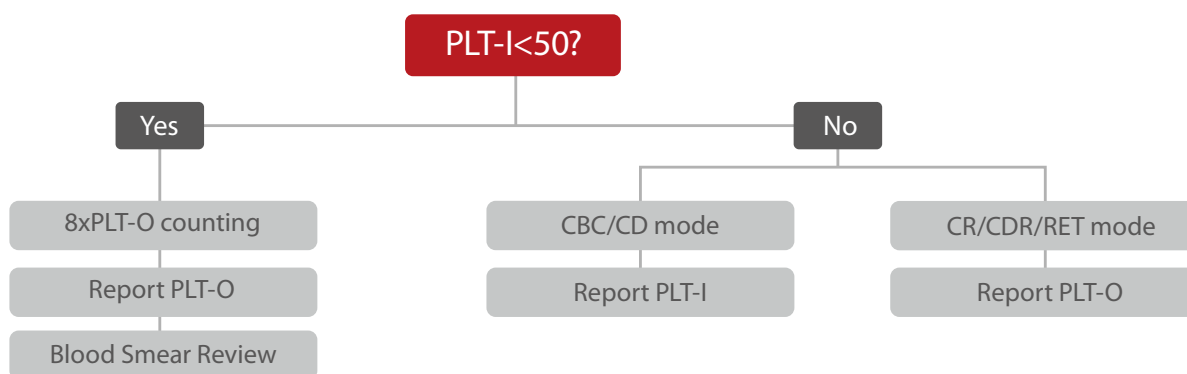 PLT-I<50?
Yes
No
8xPLT-O counting
CBC/CD mode
CR/CDR/RET mode
Report PLT-O
Report PLT-I
Report PLT-O
Blood Smear Review